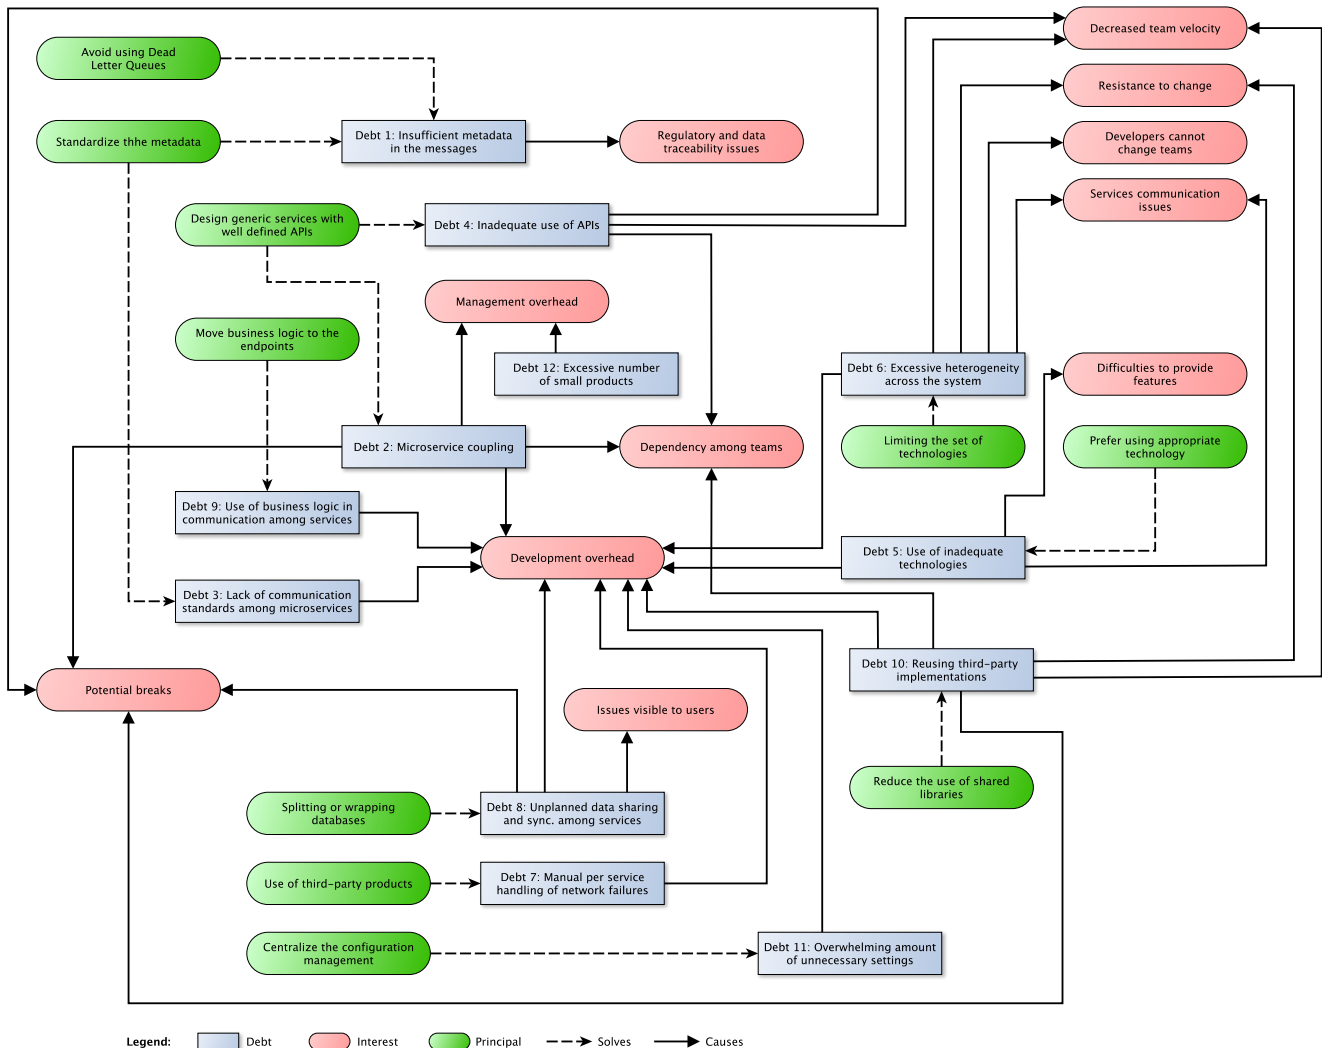 Decreased team velocity
Avoid using Dead
Letter Queues
Resistance to change
Standardize thhe metadata
Debt 1: Insufficient metadata
in the messages
Regulatory and data
traceability issues
Developers cannot
change teams
Services communication
issues
Design generic services with
well defined APIs
Debt 4: Inadequate use of APIs
Management overhead
Move business logic to the
endpoints
Debt 12: Excessive number
of small products
Debt 6: Excessive heterogeneity
across the system
Difficulties to provide
features
Debt 2: Microservice coupling
Dependency among teams
Limiting the set of
technologies
Prefer using appropriate
technology
Debt 9: Use of business logic in
communication among services
Development overhead
Debt 5: Use of inadequate
technologies
Debt 3: Lack of communication
standards among microservices
Debt 10: Reusing third-party
implementations
Potential breaks
Issues visible to users
Reduce the use of shared
libraries
Splitting or wrapping
databases
Debt 8: Unplanned data sharing
and sync. among services
Use of third-party products
Debt 7: Manual per service
handling of network failures
Centralize the configuration
management
Debt 11: Overwhelming amount
of unnecessary settings
Legend: Debt Interest Principal Solves Causes